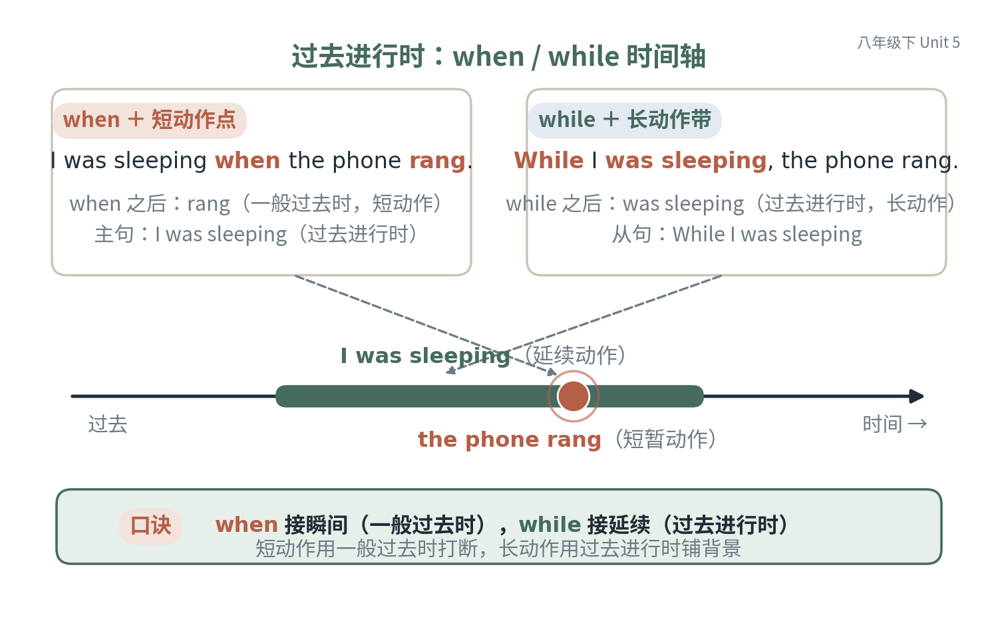 过去进行时：when / while 时间轴
八年级下 Unit 5
when + 短动作点
I was sleeping when the phone rang.
when 之后：rang（一般过去时，短动作）
主句：I was sleeping（过去进行时）
while + 长动作带
While I was sleeping, the phone rang.
while 之后：was sleeping（过去进行时，长动作）
从句：While I was sleeping
I was sleeping（延续动作）
过去
时间 →
the phone rang（短暂动作）
口诀 when 接瞬间（一般过去时），while 接延续（过去进行时）
短动作用一般过去时打断，长动作用过去进行时铺背景